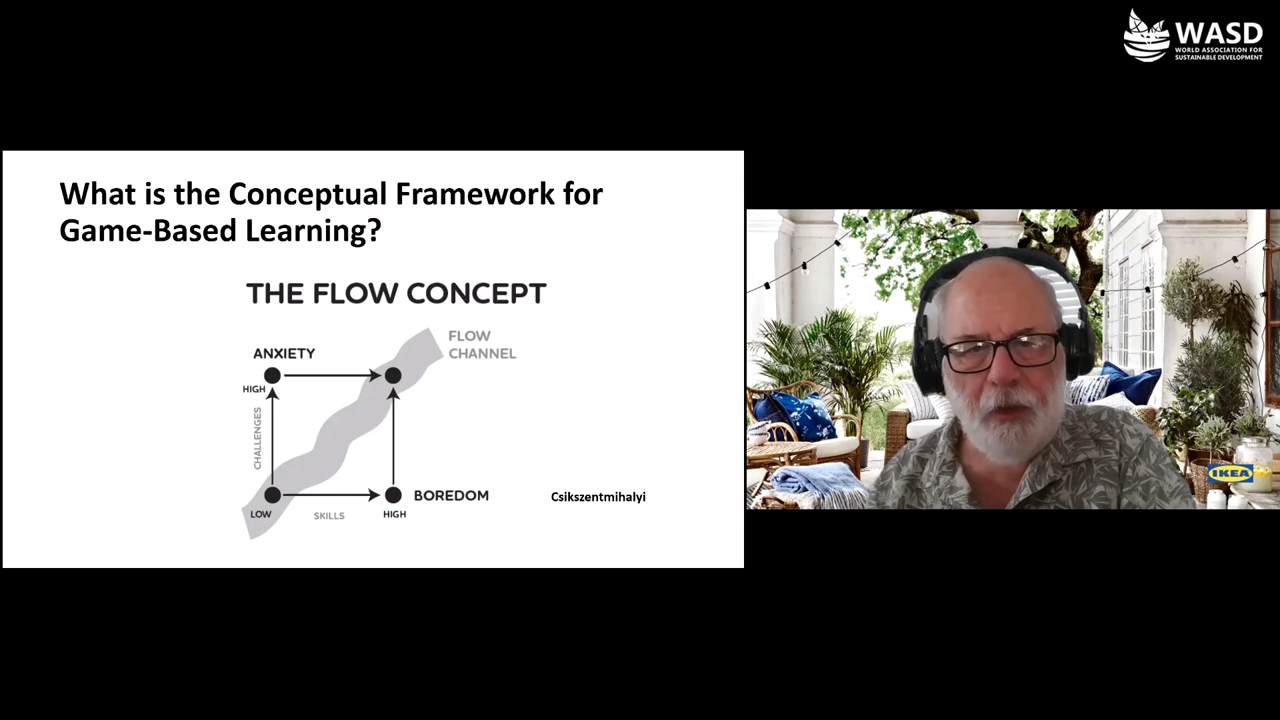 WASD
WORLD ASSOCIATION FOR
SUSTAINABLE DEVELOPMENT
What is the Conceptual Framework for
Game-Based Learning?
THE FLOW CONCEPT
FLOW
CHANNEL
ANXIETY
HIGH
CHALLENGES
LOW
SKILLS
HIGH
BOREDOM
Csikszentmihalyi
IKEA